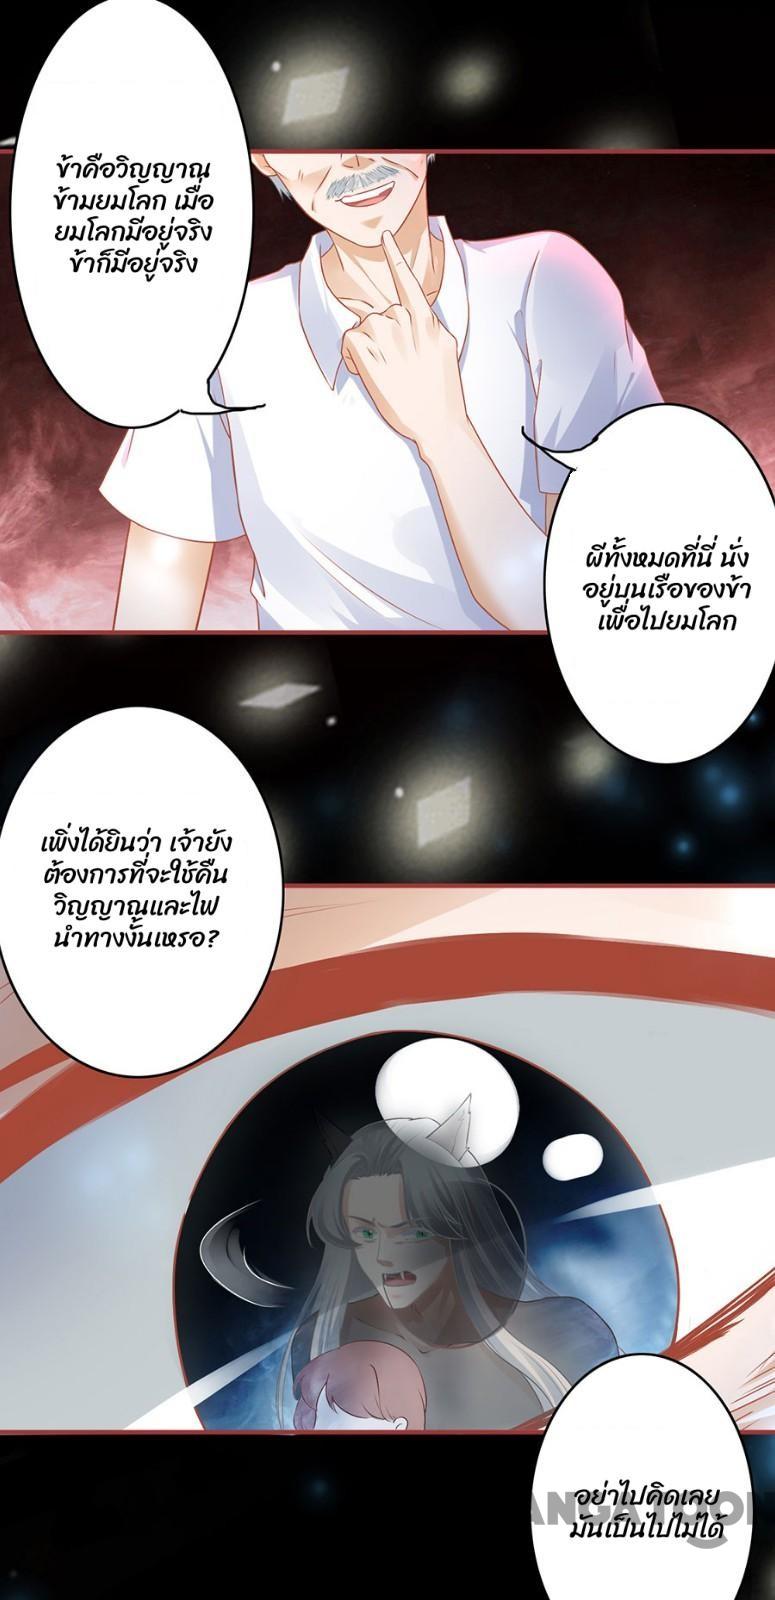 ข้าคือวิญญาณ
ข้ามยมโลก เมื่อ
ยมโลกมีอยู่จริง
ข้าก็มีอยู่จริง
ผีทั้งหมดที่นี่ นั่ง
อยู่บนเรือของข้า
เพื่อไปยมโลก
เพิ่งได้ยินว่า เจ้ายัง
ต้องการที่จะใช้คืน
วิญญาณและไฟ
นำทางงั้นเหรอ?
อย่าไปคิดเลย
มันเป็นไปไม่ได้